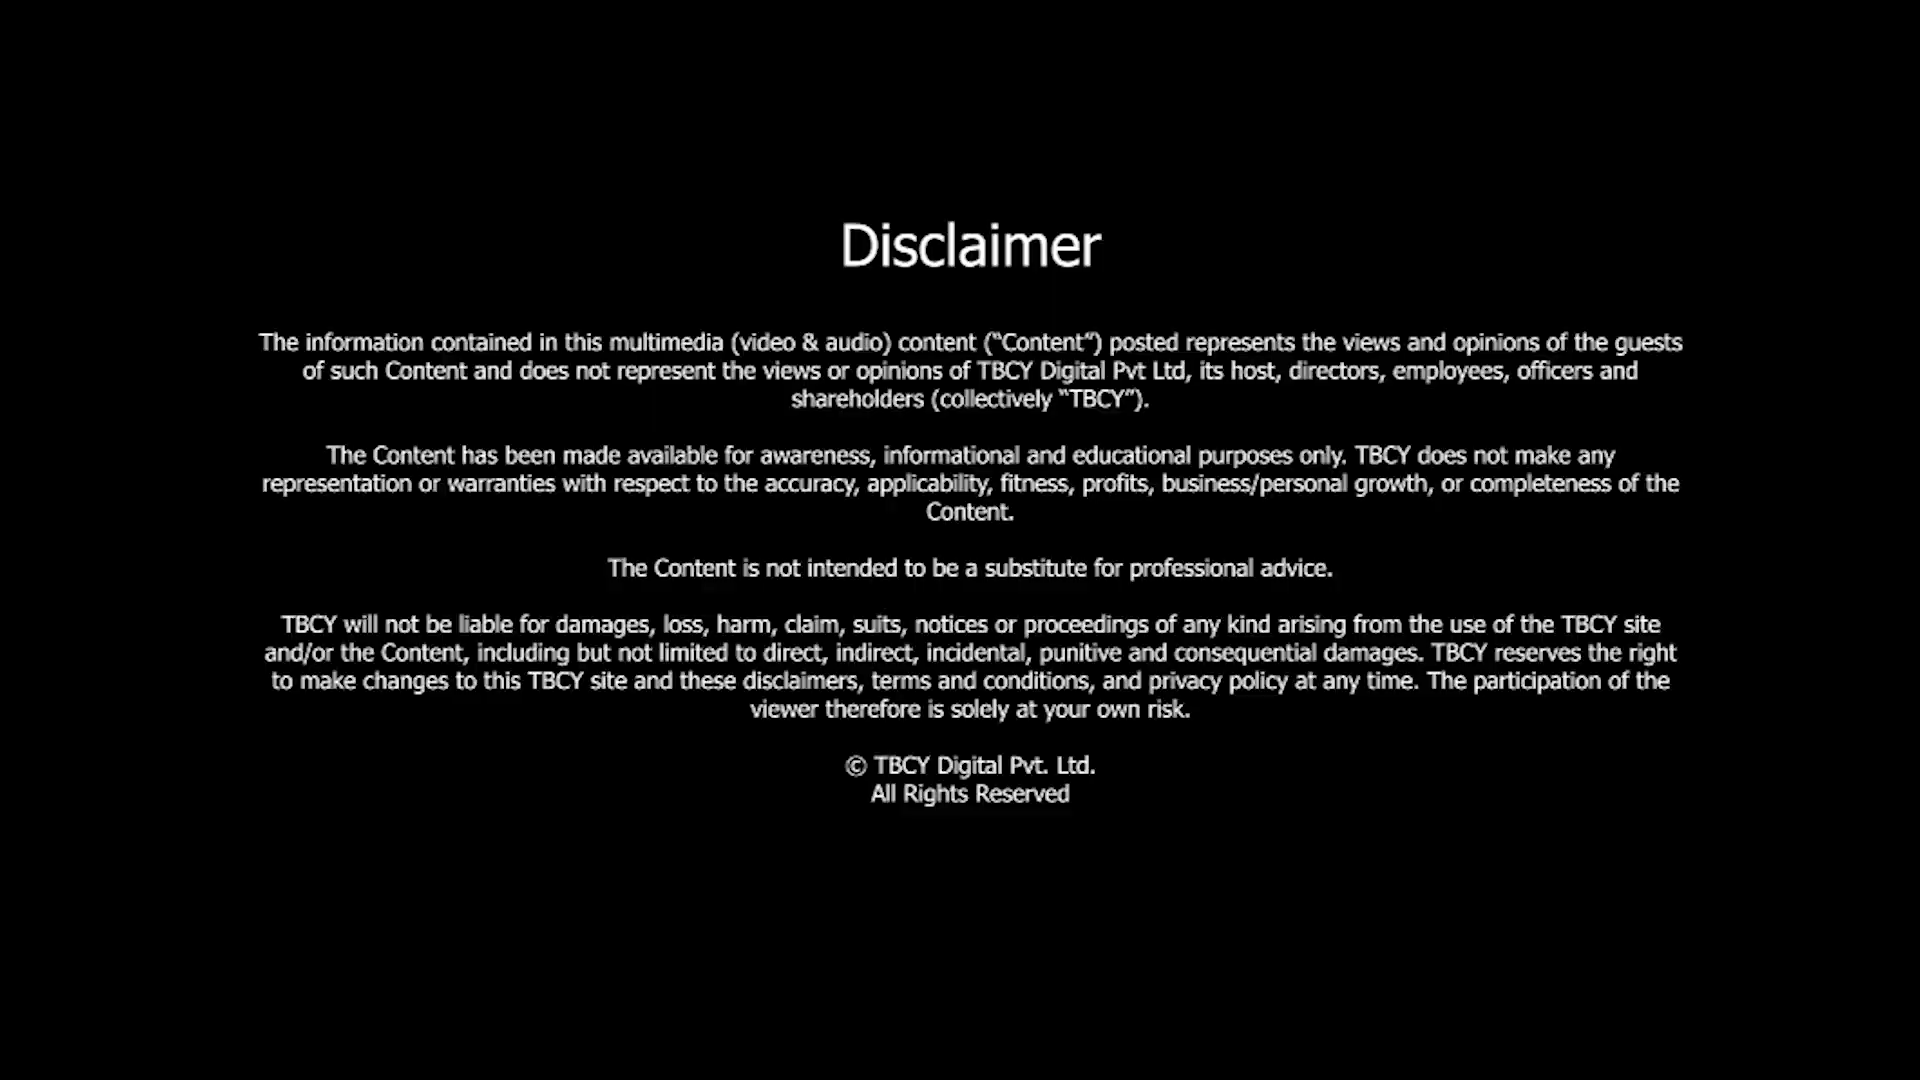 Disclaimer
The information contained in this multimedia (video & audio) content (“Content”) posted represents the views and opinions of the guests
of such Content and does not represent the views or opinions of TBCY Digital Pvt Ltd, its host, directors, employees, officers and
shareholders (collectively “TBCY”).
The Content has been made available for awareness, informational and educational purposes only. TBCY does not make any
representation or warranties with respect to the accuracy, applicability, fitness, profits, business/personal growth, or completeness of the
Content.
The Content is not intended to be a substitute for professional advice.
TBCY will not be liable for damages, loss, harm, claim, suits, notices or proceedings of any kind arising from the use of the TBCY site
and/or the Content, including but not limited to direct, indirect, incidental, punitive and consequential damages. TBCY reserves the right
to make changes to this TBCY site and these disclaimers, terms and conditions, and privacy policy at any time. The participation of the
viewer therefore is solely at your own risk.
© TBCY Digital Pvt. Ltd.
All Rights Reserved